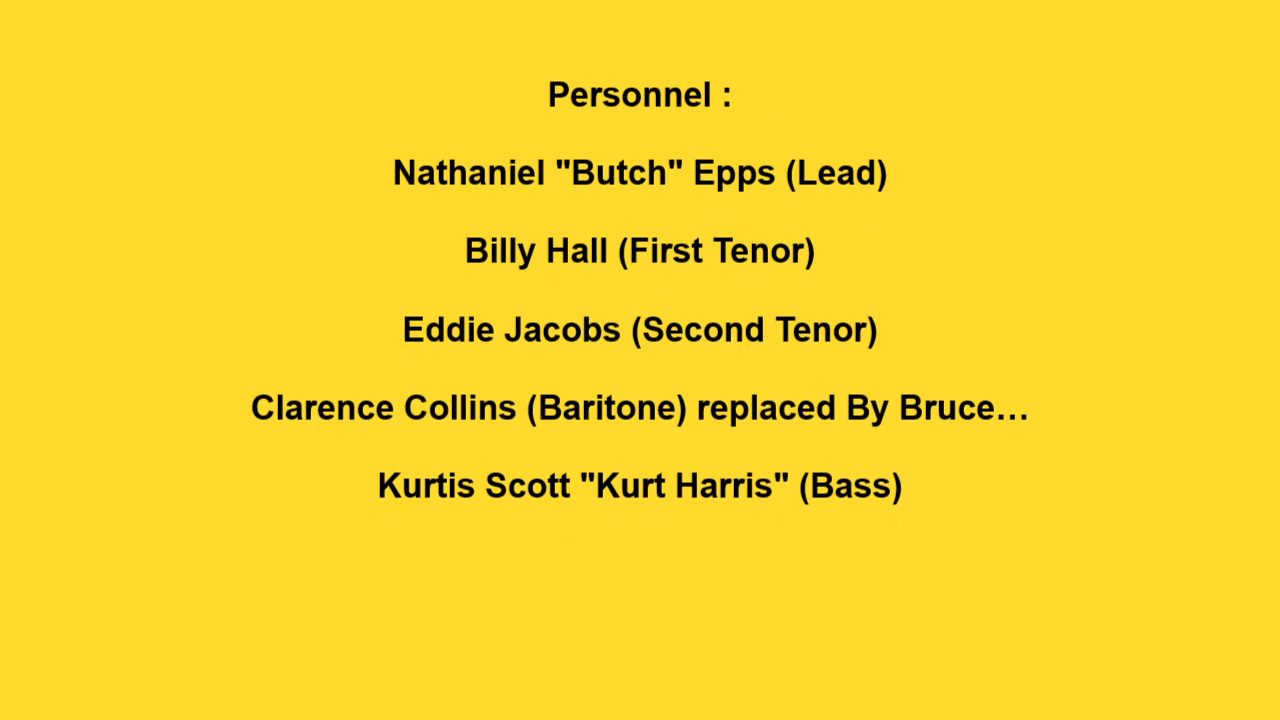 Personnel :
Nathaniel "Butch" Epps (Lead)
Billy Hall (First Tenor)
Eddie Jacobs (Second Tenor)
Clarence Collins (Baritone) replaced By Bruce…
Kurtis Scott "Kurt Harris" (Bass)